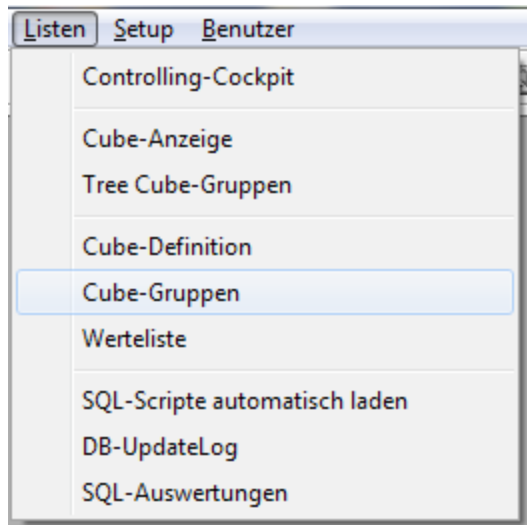 Listen Setup Benutzer
Controlling-Cockpit
Cube-Anzeige
Tree Cube-Gruppen
Cube-Definition
Cube-Gruppen
Werteliste
SQL-Scripte automatisch laden
DB-UpdateLog
SQL-Auswertungen